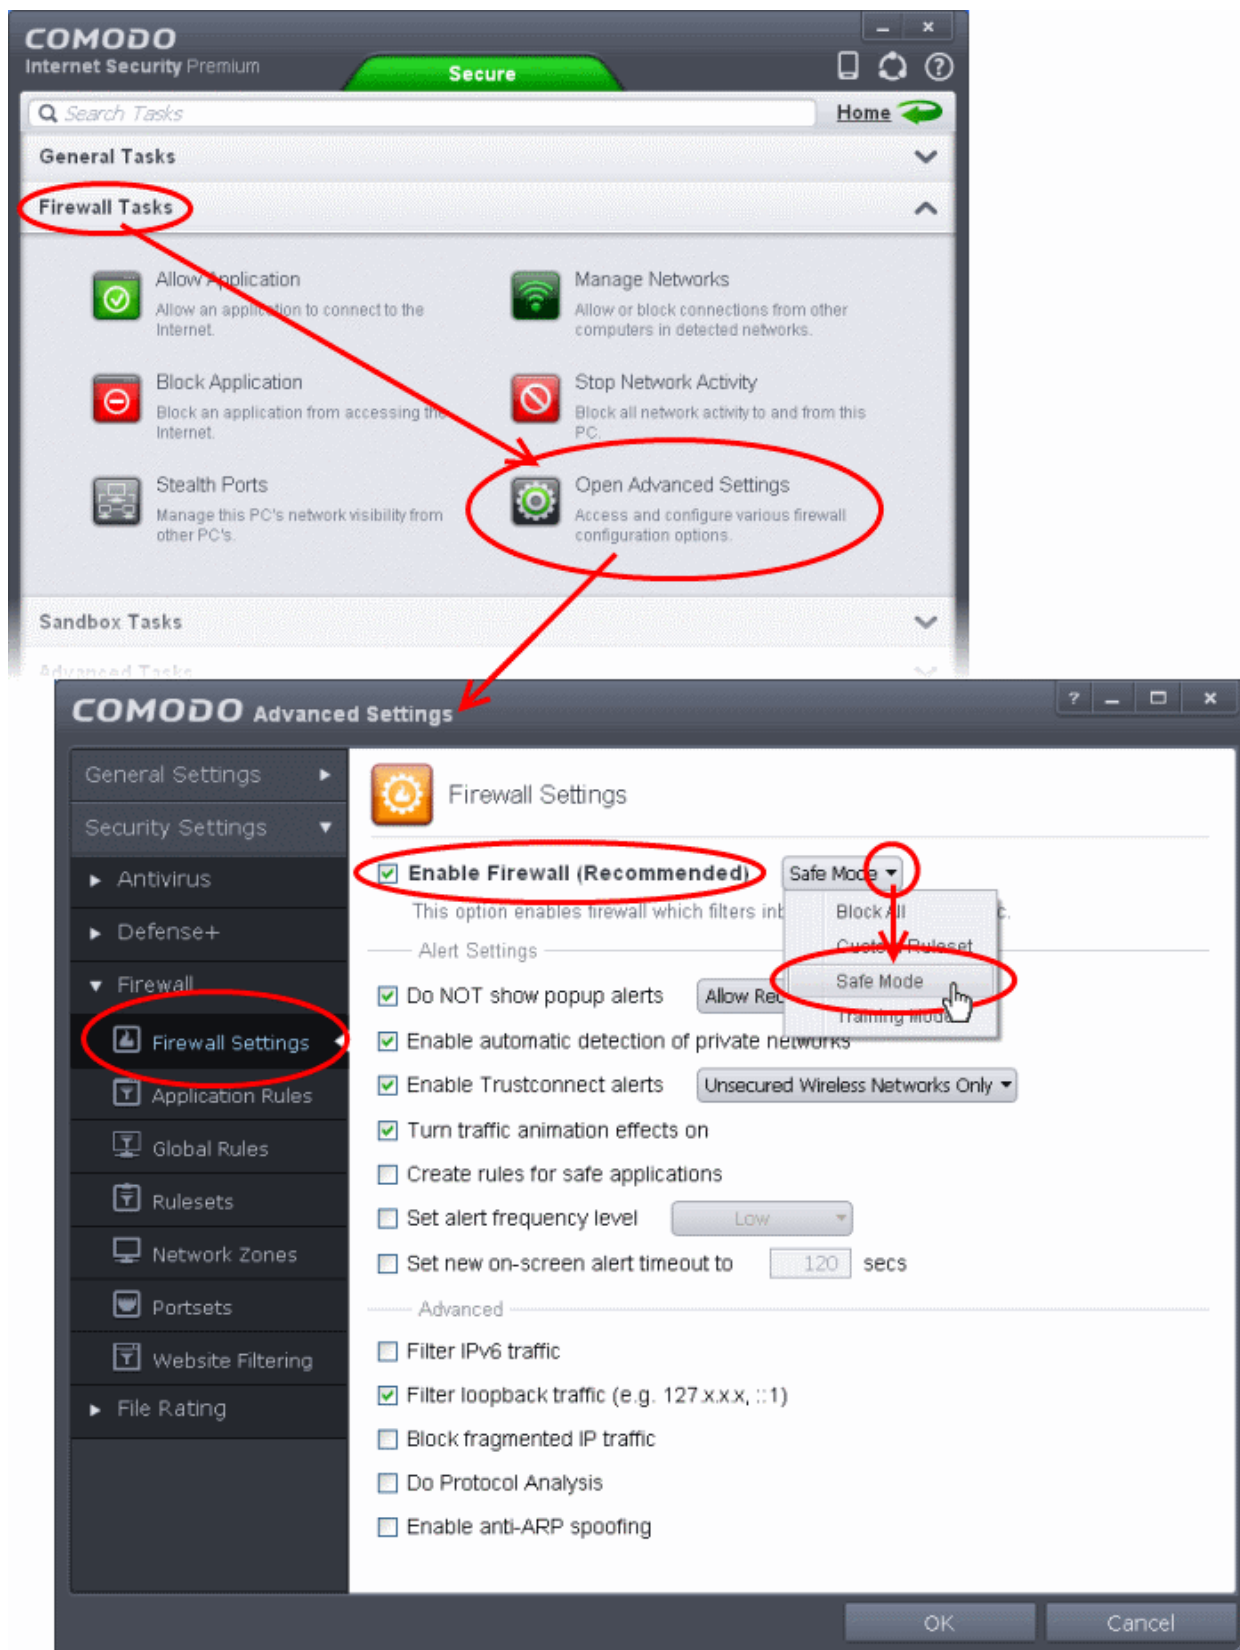 COMODO
Internet Security Premium
Secure
Search Tasks
Home
General Tasks
Firewall Tasks
Allow Application
Allow an application to connect to the
Internet.
Manage Networks
Allow or block connections from other
computers in detected networks.
Block Application
Block an application from accessing the
Internet.
Stop Network Activity
Block all network activity to and from this
PC.
Stealth Ports
Manage this PC's network visibility from
other PC's.
Open Advanced Settings
Access and configure various firewall
configuration options.
Sandbox Tasks
Advanced Tasks
COMODO Advanced Settings
General Settings
Security Settings
Antivirus
Defense+
Firewall
Firewall Settings
Application Rules
Global Rules
Rulesets
Network Zones
Portsets
Website Filtering
File Rating
Firewall Settings
Enable Firewall (Recommended)
Safe Mode
This option enables firewall which filters
Block All
Custom Ruleset
Safe Mode
Training Mode
Alert Settings
Do NOT show popup alerts
Allow
Enable automatic detection of private networks
Enable Trustconnect alerts
Unsecured Wireless Networks Only
Turn traffic animation effects on
Create rules for safe applications
Set alert frequency level
Low
Set new on-screen alert timeout to
120
secs
Advanced
Filter IPv6 traffic
Filter loopback traffic (e.g. 127.x.x.x, ::1)
Block fragmented IP traffic
Do Protocol Analysis
Enable anti-ARP spoofing
OK
Cancel